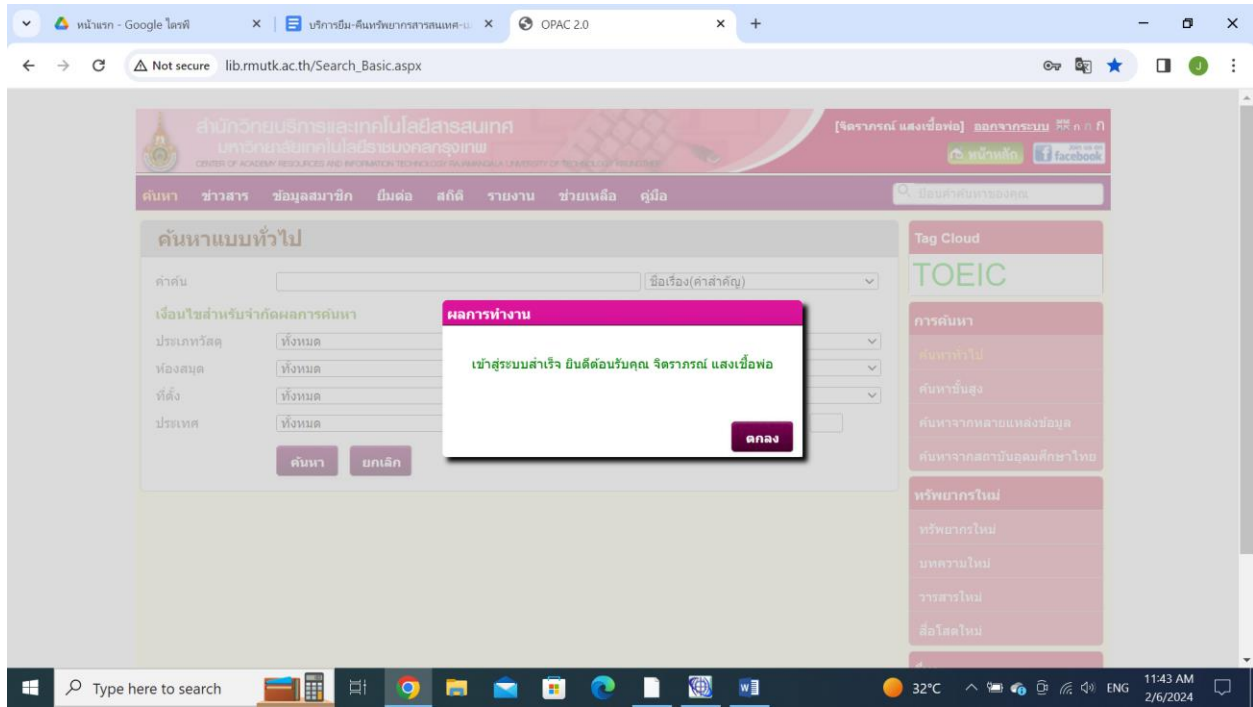 หน้าแรก - Google ไดรฟ์
บริการยืม-คืนทรัพยากรสารสนเทศ-แ
OPAC 2.0
Not secure
lib.rmutk.ac.th/Search_Basic.aspx
สำนักวิทยบริการและเทคโนโลยีสารสนเทศ
มหาวิทยาลัยเทคโนโลยีราชมงคลกรุงเทพ
[จิตราภรณ์ แสงเชื้อพ่อ] ออกจากระบบ ก ก ก
หน้าหลัก
facebook
ค้นหา ข่าวสาร ข้อมูลสมาชิก ยืมต่อ สถิติ รายงาน ช่วยเหลือ คู่มือ
ป้อนคำค้นหาของคุณ
ค้นหาแบบทั่วไป
คำค้น
ชื่อเรื่อง(คำสำคัญ)
เงื่อนไขสำหรับจำกัดผลการค้นหา
ประเภทวัสดุ ทั้งหมด
ห้องสมุด ทั้งหมด
ที่ตั้ง ทั้งหมด
ประเทศ ทั้งหมด
ค้นหา ยกเลิก
ผลการทำงาน
เข้าสู่ระบบสำเร็จ ยินดีต้อนรับคุณ จิตราภรณ์ แสงเชื้อพ่อ
ตกลง
Tag Cloud
TOEIC
การค้นหา
ค้นหาทั่วไป
ค้นหาขั้นสูง
ค้นหาจากหลายแหล่งข้อมูล
ค้นหาจากสถาบันอุดมศึกษาไทย
ทรัพยากรใหม่
ทรัพยากรใหม่
บทความใหม่
วารสารใหม่
สื่อโสตใหม่
Type here to search
32°C
ENG
11:43 AM
2/6/2024